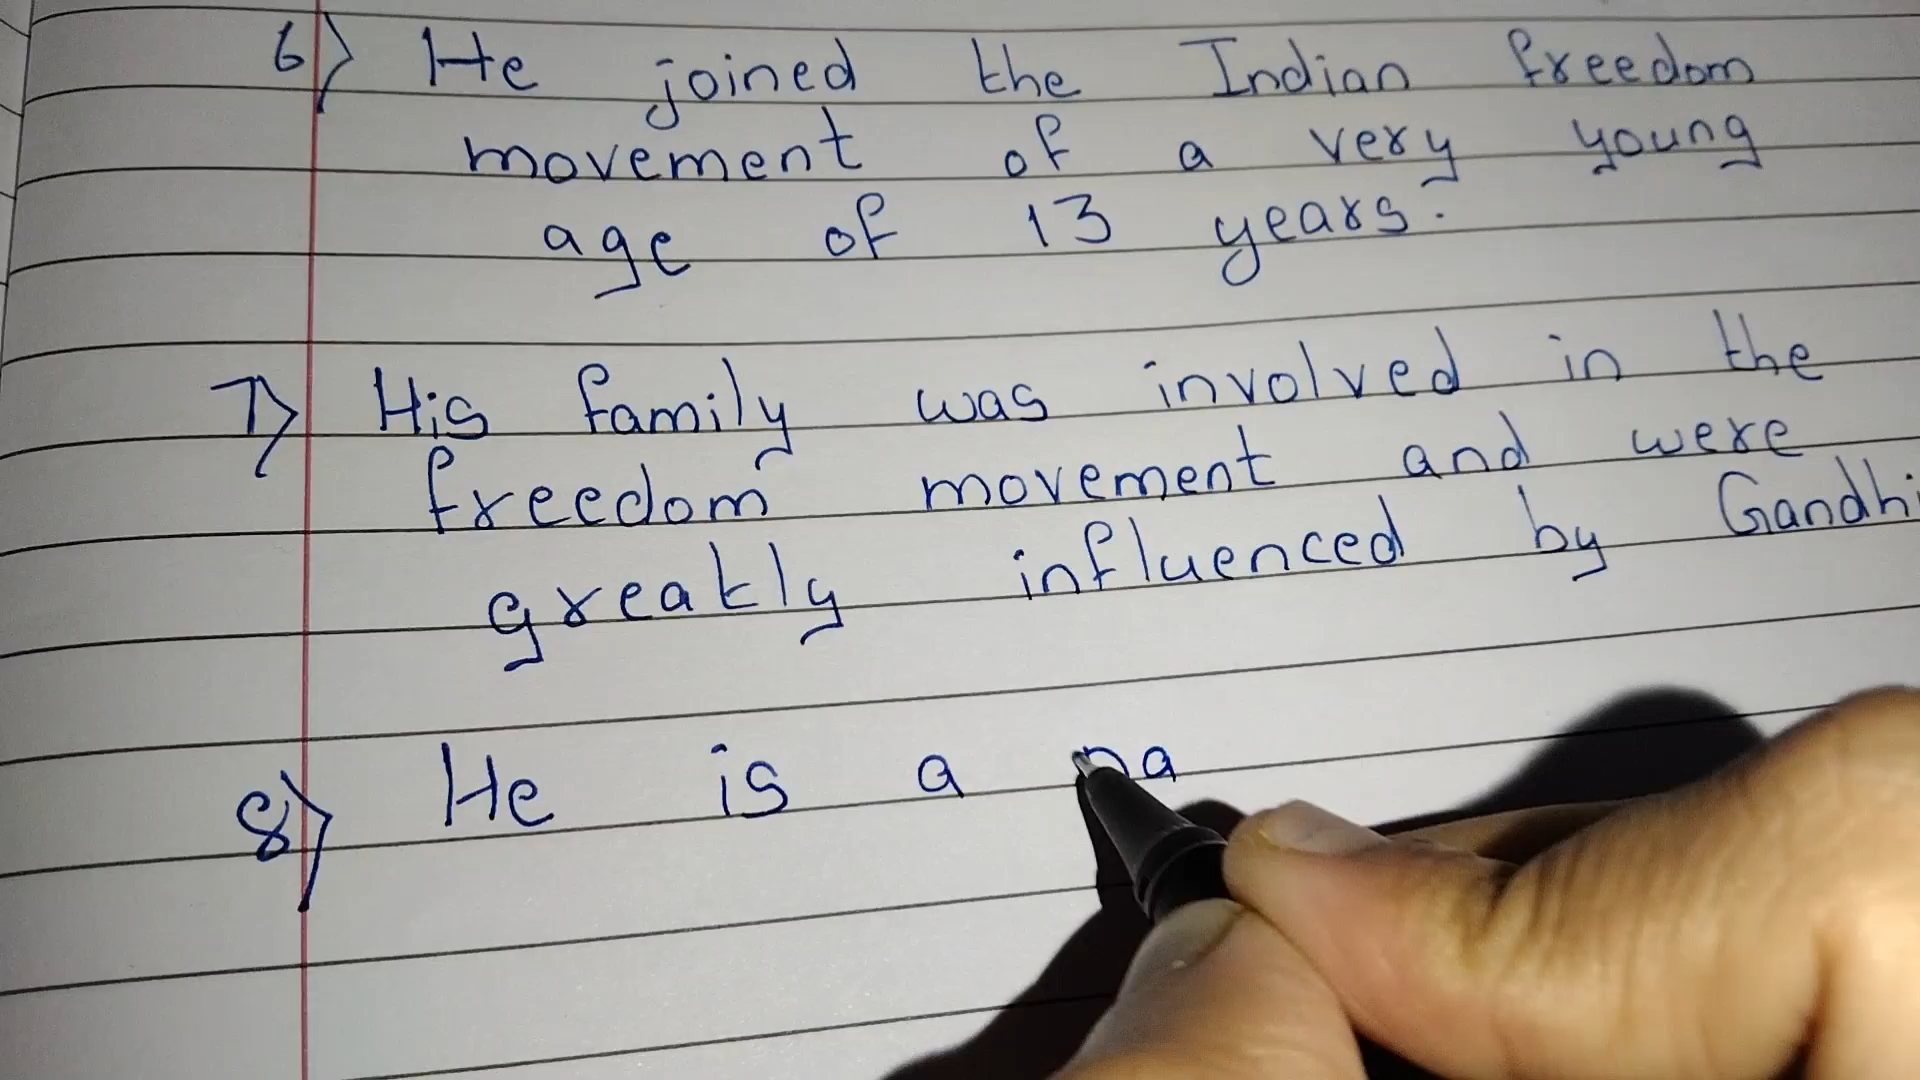 6) He joined the Indian freedom
movement of a very young
age of 13 years.
7) His family was involved in the
freedom movement and were
greatly influenced by Gandhi
8) He is a na